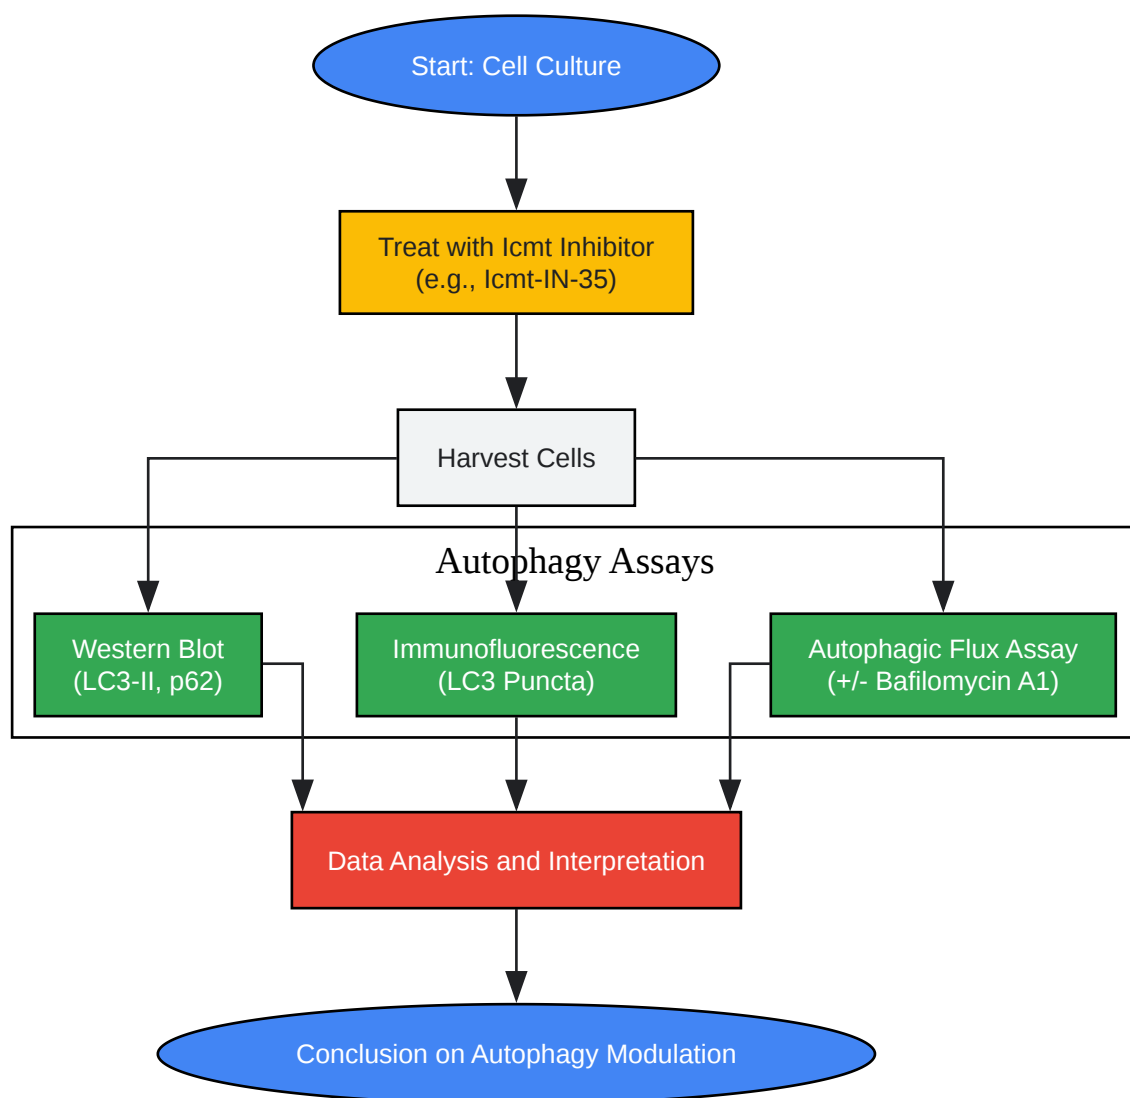 Start: Cell Culture
Treat with Icmt Inhibitor
(e.g., Icmt-IN-35)
Harvest Cells
Autophagy Assays
Western Blot
(LC3-II, p62)
Immunofluorescence
(LC3 Puncta)
Autophagic Flux Assay
(+/- Bafilomycin A1)
Data Analysis and Interpretation
Conclusion on Autophagy Modulation